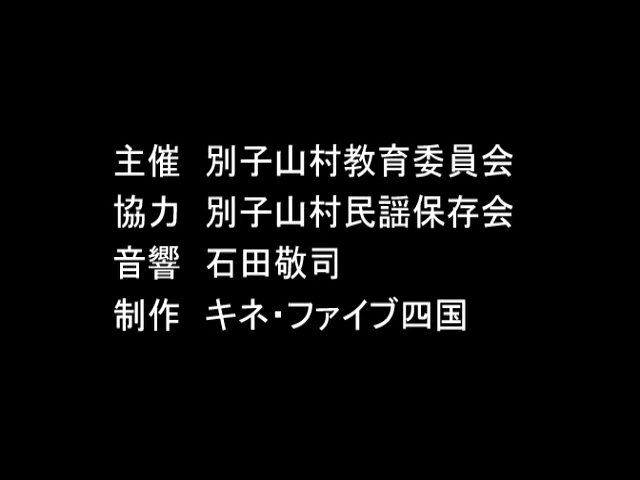 主催 別子山村教育委員会
協力 別子山村民謡保存会
音響 石田敬司
制作 キネ・ファイブ四国